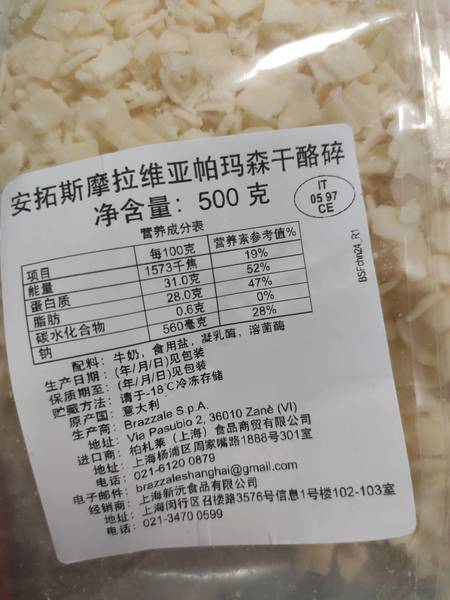 安拓斯摩拉维亚帕玛森干酪碎
净含量：500 克
IT
05 97
CE
营养成分表
项目 每100克 营养素参考值%
能量 1573千焦 19%
蛋白质 31.0克 52%
脂肪 28.0克 47%
碳水化合物 0.6克 0%
钠 560毫克 28%
配料：牛奶，食用盐，凝乳酶，溶菌酶
生产日期：(年/月/日)见包装
保质期至：(年/月/日)见包装
贮藏方法：请于-18℃冷冻存储
原产国：意大利
生产商：Brazzale S.p.A.
地址：Via Pasubio 2, 36010 Zanè (VI)
进口商：柏札莱（上海）食品商贸有限公司
地址：上海杨浦区周家嘴路1888号301室
电话：021-6120 0879
电子邮件：brazzaleshanghai@gmail.com
经销商：上海新沅食品有限公司
地址：上海闵行区召楼路3576号信息1号楼102-103室
电话：021-3470 0599
BSFchn24_R1